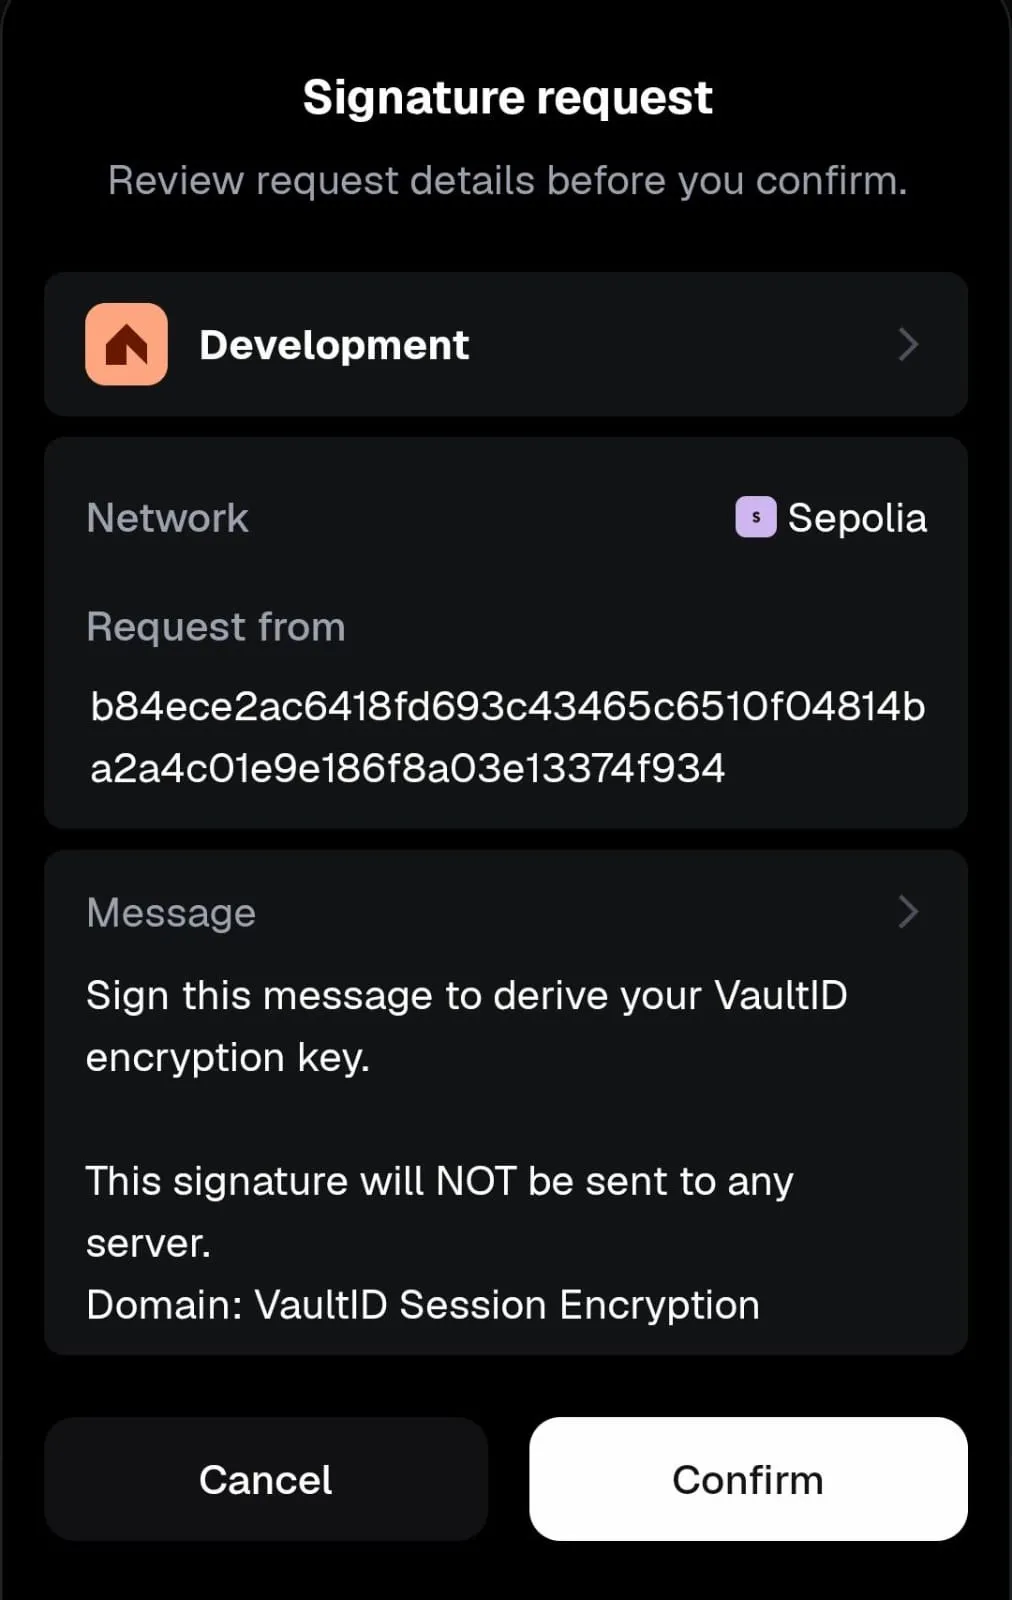 Signature request
Review request details before you confirm.
Development
Network
S Sepolia
Request from
b84ece2ac6418fd693c43465c6510f04814b
a2a4c01e9e186f8a03e13374f934
Message
Sign this message to derive your VaultID
encryption key.
This signature will NOT be sent to any
server.
Domain: VaultID Session Encryption
Cancel
Confirm